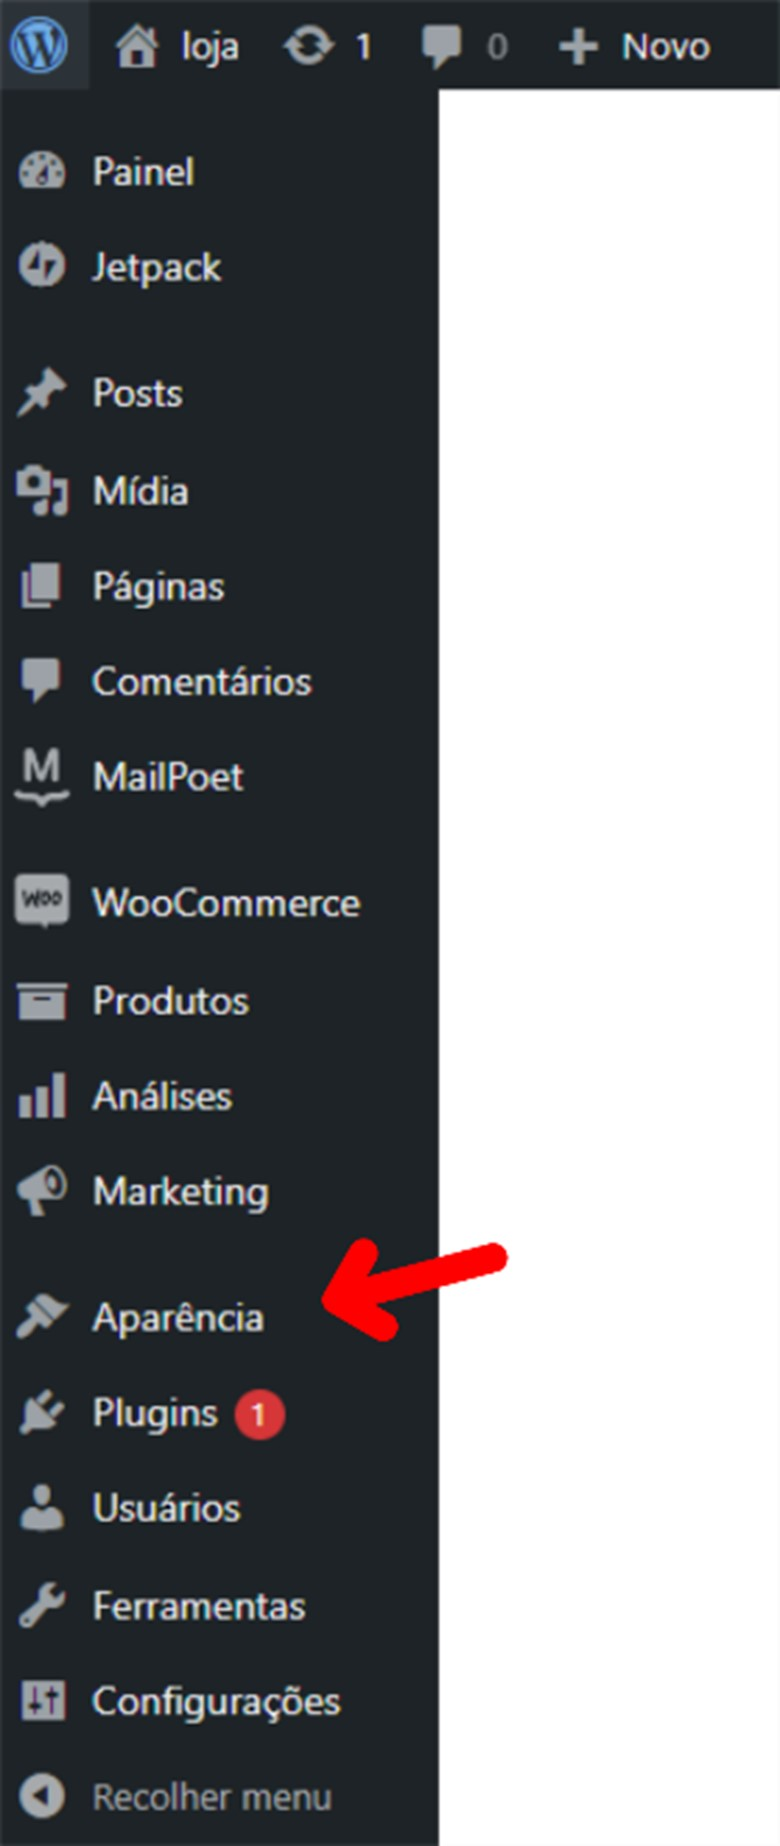 loja 1 0 + Novo
Painel
Jetpack
Posts
Mídia
Páginas
Comentários
M MailPoet
Woo WooCommerce
Produtos
Análises
Marketing
Aparência
Plugins 1
Usuários
Ferramentas
Configurações
Recolher menu